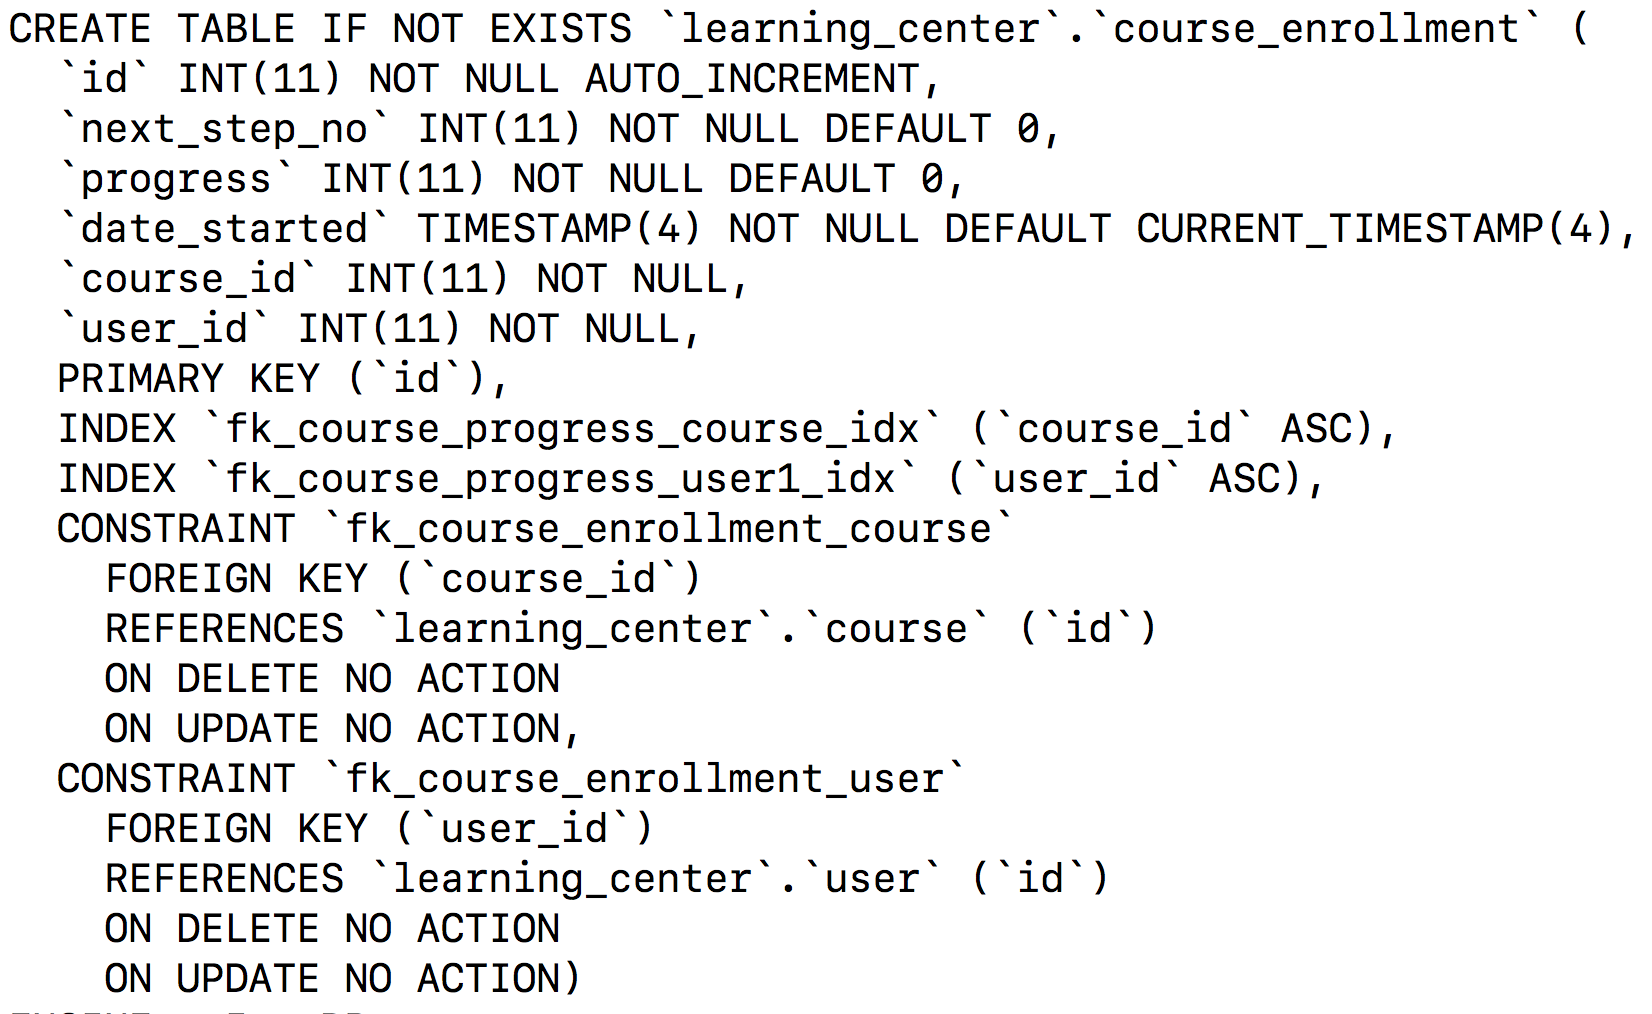 CREATE TABLE IF NOT EXISTS `learning_center`.`course_enrollment` (
  `id` INT(11) NOT NULL AUTO_INCREMENT,
  `next_step_no` INT(11) NOT NULL DEFAULT 0,
  `progress` INT(11) NOT NULL DEFAULT 0,
  `date_started` TIMESTAMP(4) NOT NULL DEFAULT CURRENT_TIMESTAMP(4),
  `course_id` INT(11) NOT NULL,
  `user_id` INT(11) NOT NULL,
  PRIMARY KEY (`id`),
  INDEX `fk_course_progress_course_idx` (`course_id` ASC),
  INDEX `fk_course_progress_user1_idx` (`user_id` ASC),
  CONSTRAINT `fk_course_enrollment_course`
    FOREIGN KEY (`course_id`)
    REFERENCES `learning_center`.`course` (`id`)
    ON DELETE NO ACTION
    ON UPDATE NO ACTION,
  CONSTRAINT `fk_course_enrollment_user`
    FOREIGN KEY (`user_id`)
    REFERENCES `learning_center`.`user` (`id`)
    ON DELETE NO ACTION
    ON UPDATE NO ACTION)